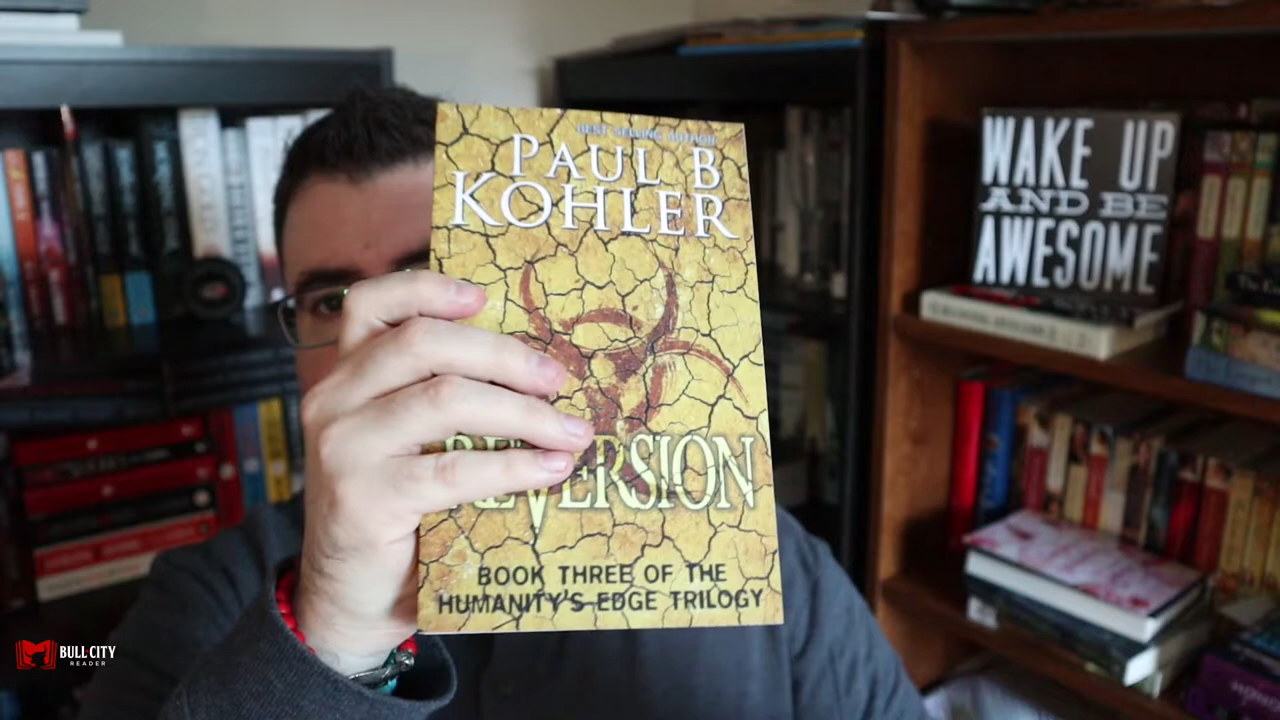 BEST SELLING AUTHOR
PAUL B
KOHLER
REVERSION
BOOK THREE OF THE
HUMANITY'S EDGE TRILOGY
WAKE UP
AND BE
AWESOME
BULL CITY
READER